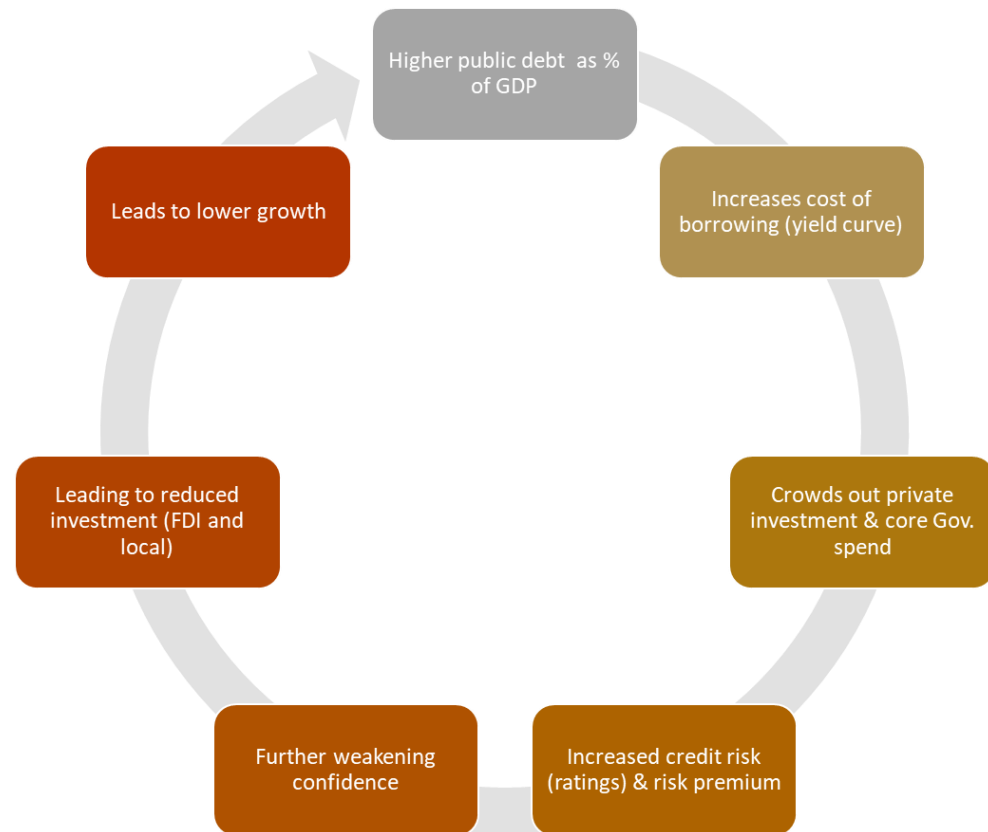 Higher public debt as %
of GDP
Increases cost of
borrowing (yield curve)
Crowds out private
investment & core Gov.
spend
Increased credit risk
(ratings) & risk premium
Further weakening
confidence
Leading to reduced
investment (FDI and
local)
Leads to lower growth